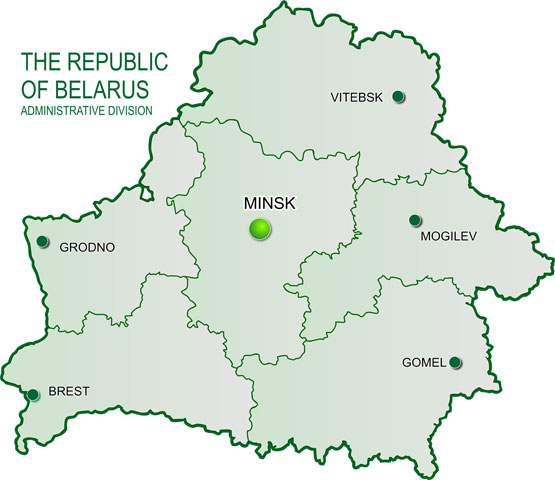 THE REPUBLIC
OF BELARUS
ADMINISTRATIVE DIVISION
VITEBSK
MINSK
MOGILEV
GRODNO
GOMEL
BREST